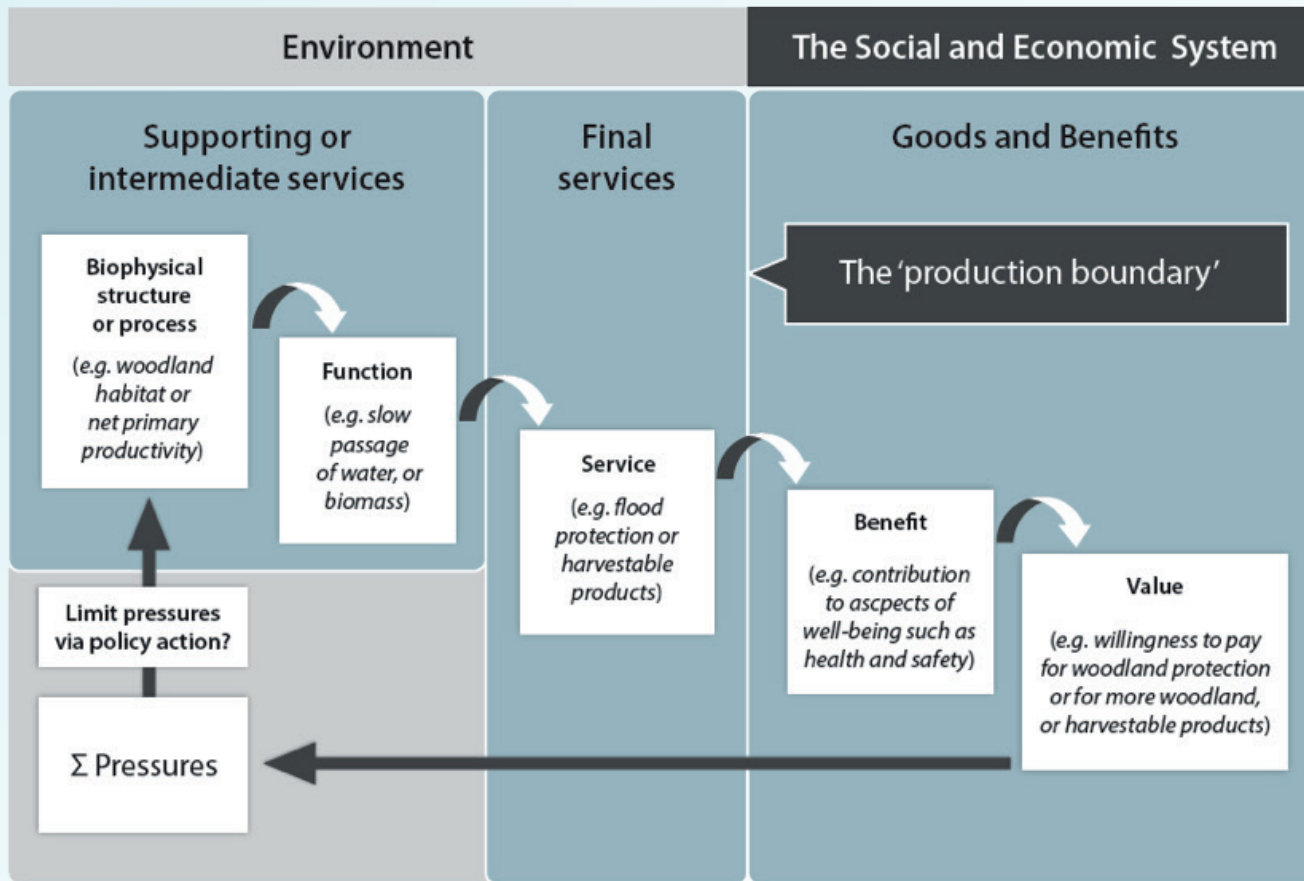 Environment
The Social and Economic System
Supporting or
intermediate services
Final
services
Goods and Benefits
The ‘production boundary’
Biophysical
structure
or process
(e.g. woodland
habitat or
net primary
productivity)
Function
(e.g. slow
passage
of water, or
biomass)
Service
(e.g. flood
protection or
harvestable
products)
Benefit
(e.g. contribution
to ascpects of
well-being such as
health and safety)
Value
(e.g. willingness to pay
for woodland protection
or for more woodland,
or harvestable products)
Limit pressures
via policy action?
Σ Pressures